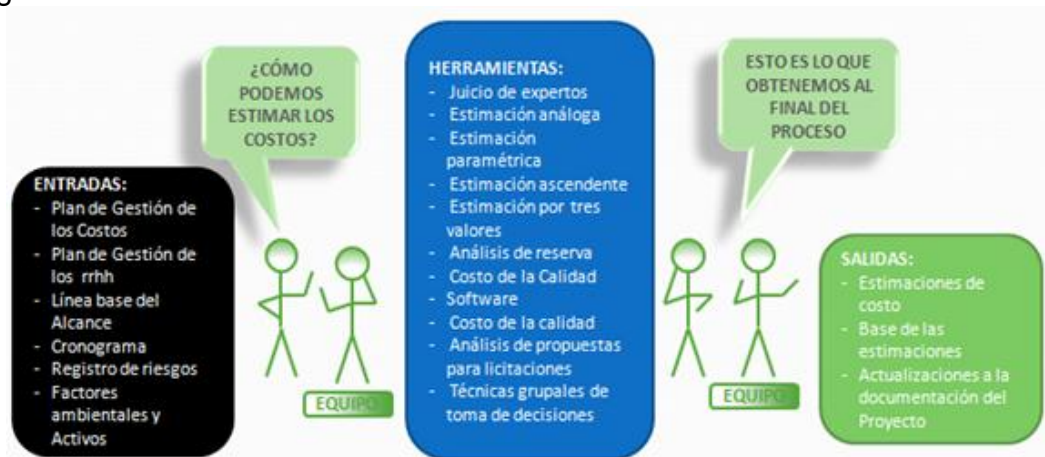 ¿CÓMO
PODEMOS
ESTIMAR LOS
COSTOS?
ENTRADAS:
- Plan de Gestión de
los Costos
- Plan de Gestión de
los rrhh
- Línea base del
Alcance
- Cronograma
- Registro de riesgos
- Factores
ambientales y
Activos
EQUIPO
HERRAMIENTAS:
- Juicio de expertos
- Estimación análoga
- Estimación
paramétrica
- Estimación ascendente
- Estimación por tres
valores
- Análisis de reserva
- Costo de la Calidad
- Software
- Costo de la calidad
- Análisis de propuestas
para licitaciones
- Técnicas grupales de
toma de decisiones
ESTO ES LO QUE
OBTENEMOS AL
FINAL DEL
PROCESO
EQUIPO
SALIDAS:
- Estimaciones de
costo
- Base de las
estimaciones
- Actualizaciones a la
documentación del
Proyecto